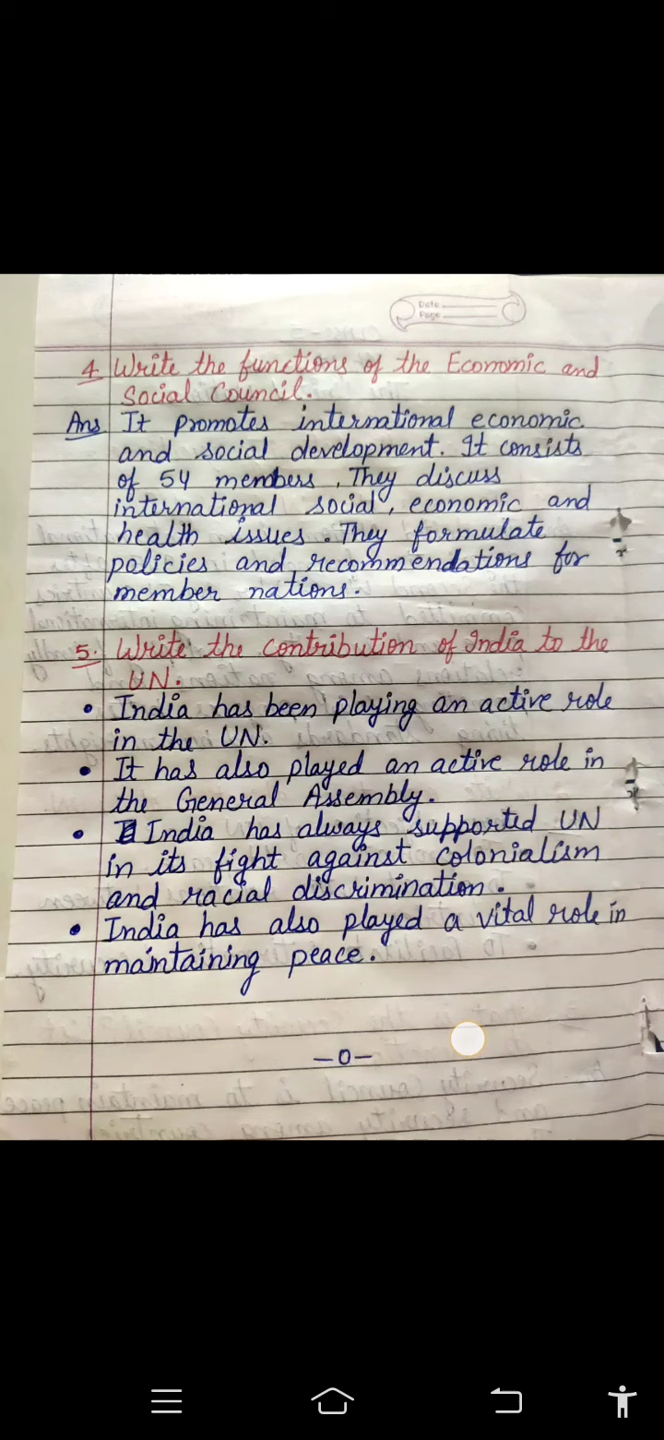 Date
Page
4. Write the functions of the Economic and
Social Council.
Ans It promotes international economic
and social development. It consists
of 54 members. They discuss
international social, economic and
health issues. They formulate
policies and recommendations for
member nations.
5. Write the contribution of India to the
UN.
• India has been playing an active role
in the UN.
• It has also played an active role in
the General Assembly.
• India has always supported UN
in its fight against colonialism
and racial discrimination.
• India has also played a vital role in
maintaining peace.
—0—